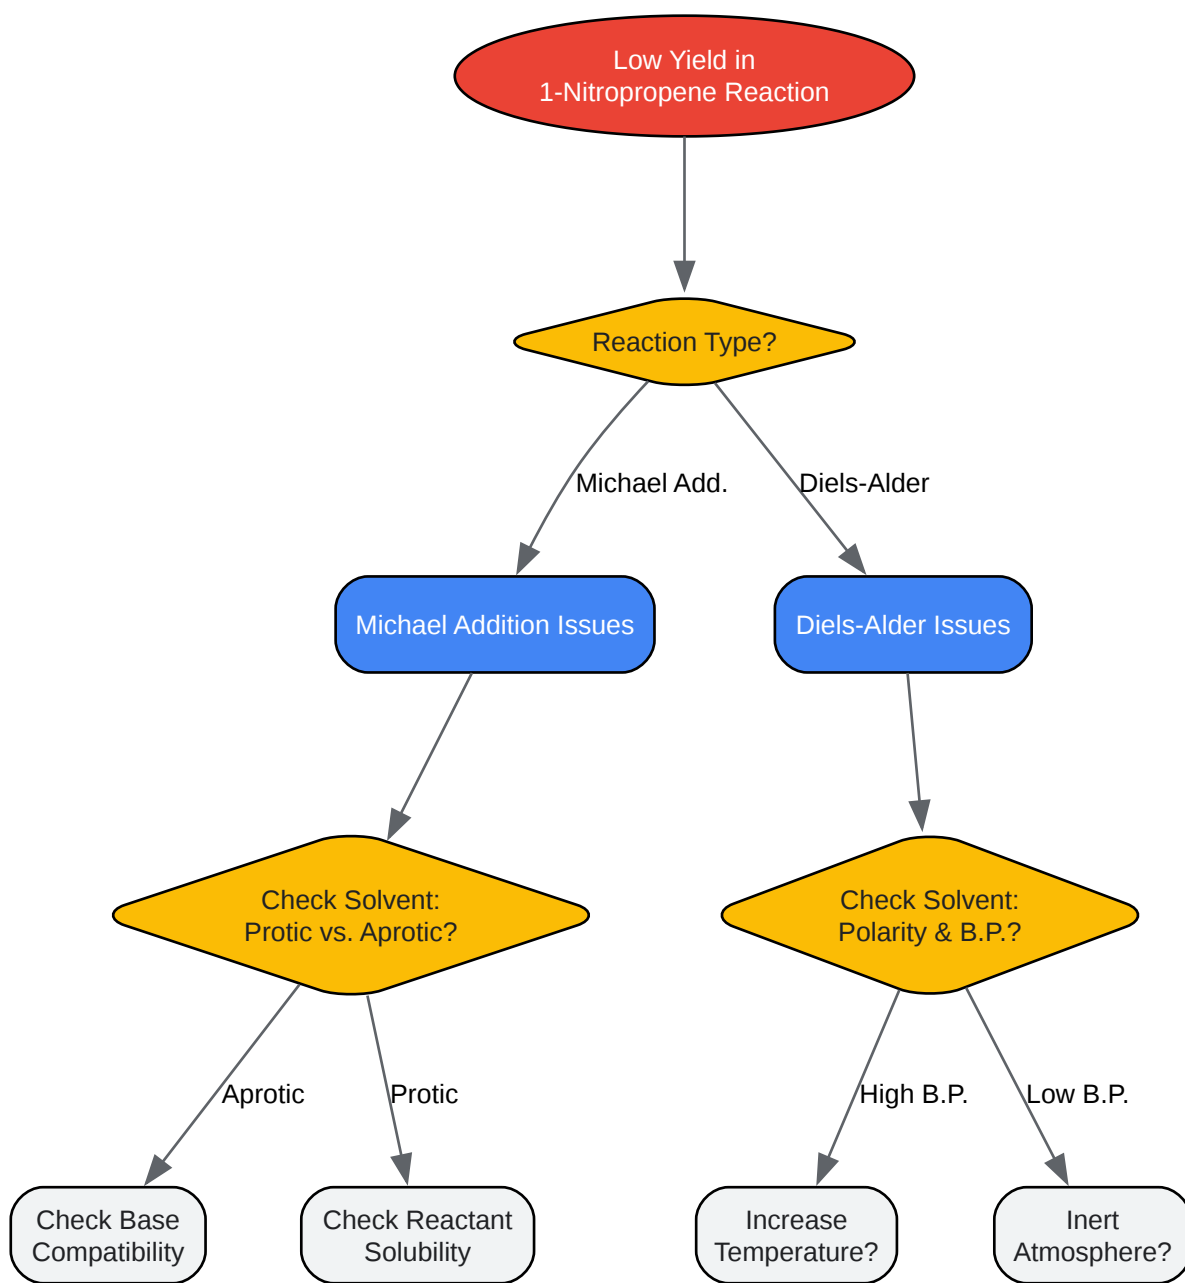 Low Yield in
1-Nitropropene Reaction
Reaction Type?
Michael Add.
Diels-Alder
Michael Addition Issues
Diels-Alder Issues
Check Solvent:
Protic vs. Aprotic?
Check Solvent:
Polarity & B.P.?
Aprotic
Protic
High B.P.
Low B.P.
Check Base
Compatibility
Check Reactant
Solubility
Increase
Temperature?
Inert
Atmosphere?